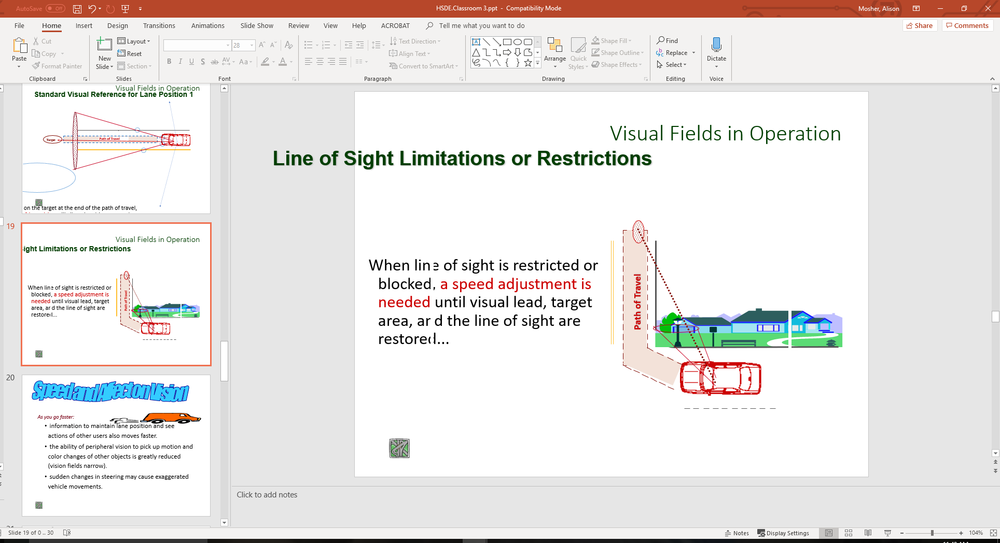 AutoSave Off
HSDE.Classroom 3.ppt - Compatibility Mode
Mosher, Alison
File Home Insert Design Transitions Animations Slide Show Review View Help ACROBAT Tell me what you want to do
Share Comments
Paste
Cut
Copy
Format Painter
Clipboard
New
Slide
Layout
Reset
Section
Slides
28
B I U S ab AV Aa A
Font
Text Direction
Align Text
Convert to SmartArt
Paragraph
Arrange
Quick
Styles
Shape Fill
Shape Outline
Shape Effects
Drawing
Find
Replace
Select
Editing
Dictate
Voice
Visual Fields in Operation
Standard Visual Reference for Lane Position 1
Target
Path of Travel
on the target at the end of the path of travel,
19
Visual Fields in Operation
Sight Limitations or Restrictions
When line of sight is restricted or
blocked, a speed adjustment is
needed until visual lead, target
area, ar d the line of sight are
restored...
Path of Travel
20
Speed and Afecton Vision
As you go faster:
• information to maintain lane position and see
actions of other users also moves faster.
• the ability of peripheral vision to pick up motion and
color changes of other objects is greatly reduced
(vision fields narrow).
• sudden changes in steering may cause exaggerated
vehicle movements.
Visual Fields in Operation
Line of Sight Limitations or Restrictions
When line of sight is restricted or
blocked, a speed adjustment is
needed until visual lead, target
area, ar d the line of sight are
restored...
Path of Travel
Click to add notes
Slide 19 of 0 .. 30
Notes
Display Settings
104%